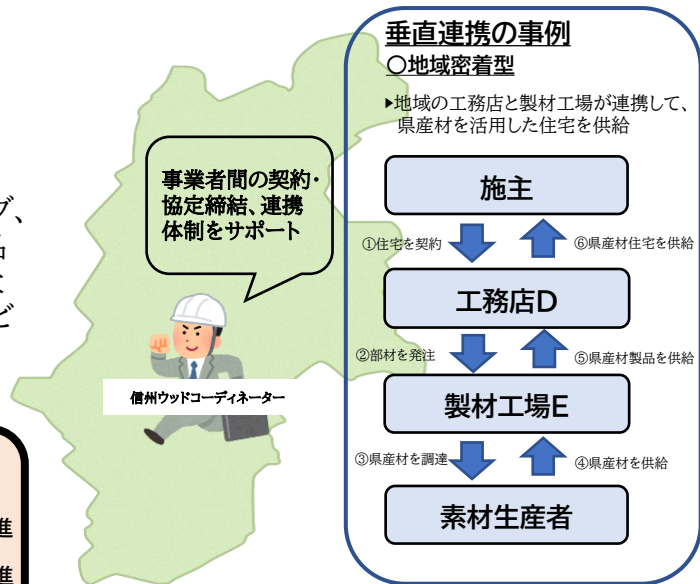 垂直連携の事例
○地域密着型
▶地域の工務店と製材工場が連携して、
県産材を活用した住宅を供給
事業者間の契約・
協定締結、連携
体制をサポート
施主
①住宅を契約
⑥県産材住宅を供給
工務店D
②部材を発注
⑤県産材製品を供給
信州ウッドコーディネーター
製材工場E
③県産材を調達
④県産材を供給
素材生産者
ブ、
ど
進
進